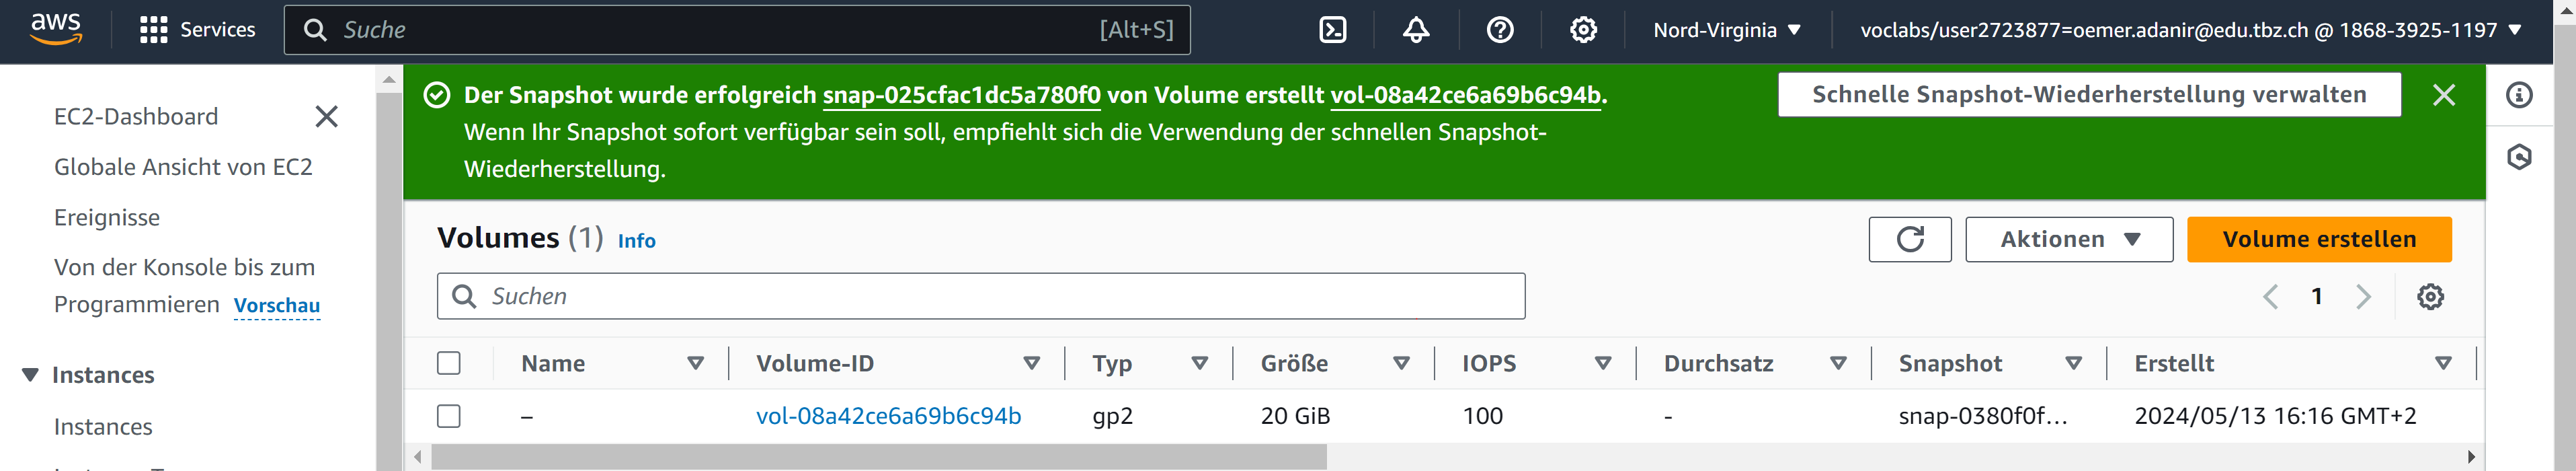 aws
Services
Suche
[Alt+S]
Nord-Virginia
voclabs/user2723877=oemer.adanir@edu.tbz.ch @ 1868-3925-1197
EC2-Dashboard
Globale Ansicht von EC2
Ereignisse
Von der Konsole bis zum
Programmieren Vorschau
Instances
Instances
Der Snapshot wurde erfolgreich snap-025cfac1dc5a780f0 von Volume erstellt vol-08a42ce6a69b6c94b.
Wenn Ihr Snapshot sofort verfügbar sein soll, empfiehlt sich die Verwendung der schnellen Snapshot-
Wiederherstellung.
Schnelle Snapshot-Wiederherstellung verwalten
Volumes (1) Info
Aktionen
Volume erstellen
Suchen
1
Name Volume-ID Typ Größe IOPS Durchsatz Snapshot Erstellt
– vol-08a42ce6a69b6c94b gp2 20 GiB 100 - snap-0380f0f... 2024/05/13 16:16 GMT+2